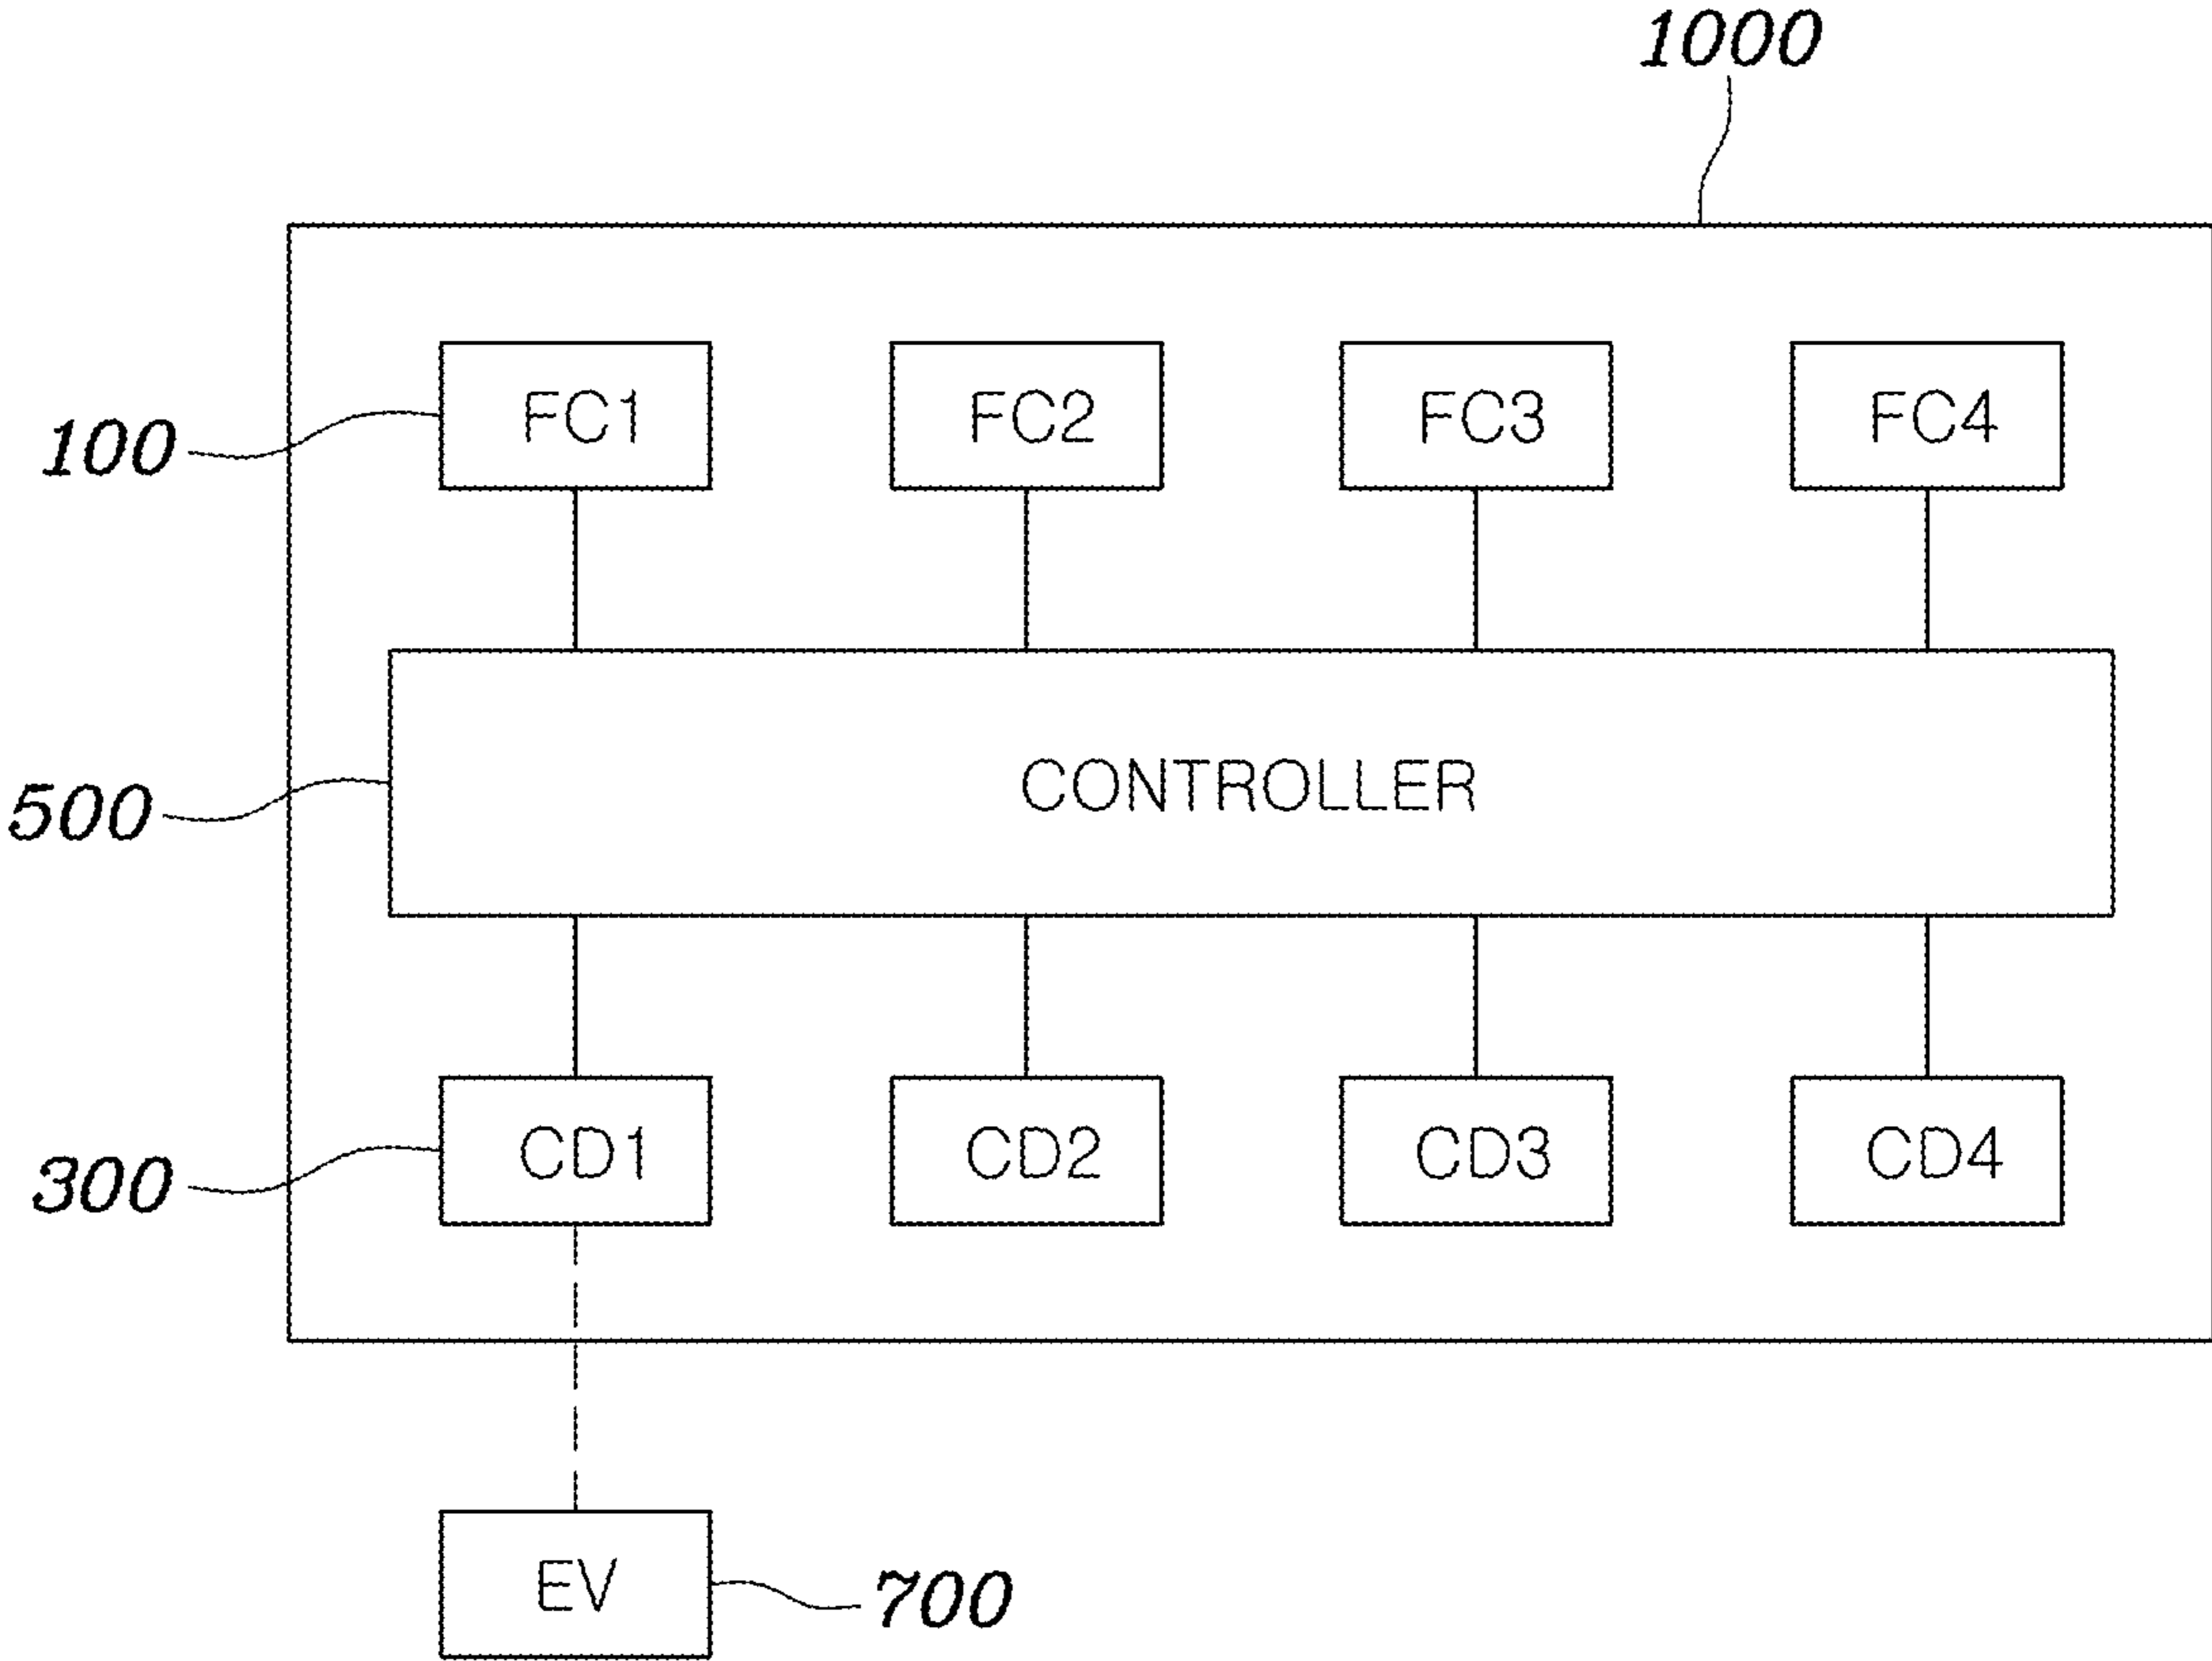 1000
100 FC1 FC2 FC3 FC4
500 CONTROLLER
300 CD1 CD2 CD3 CD4
EV 700